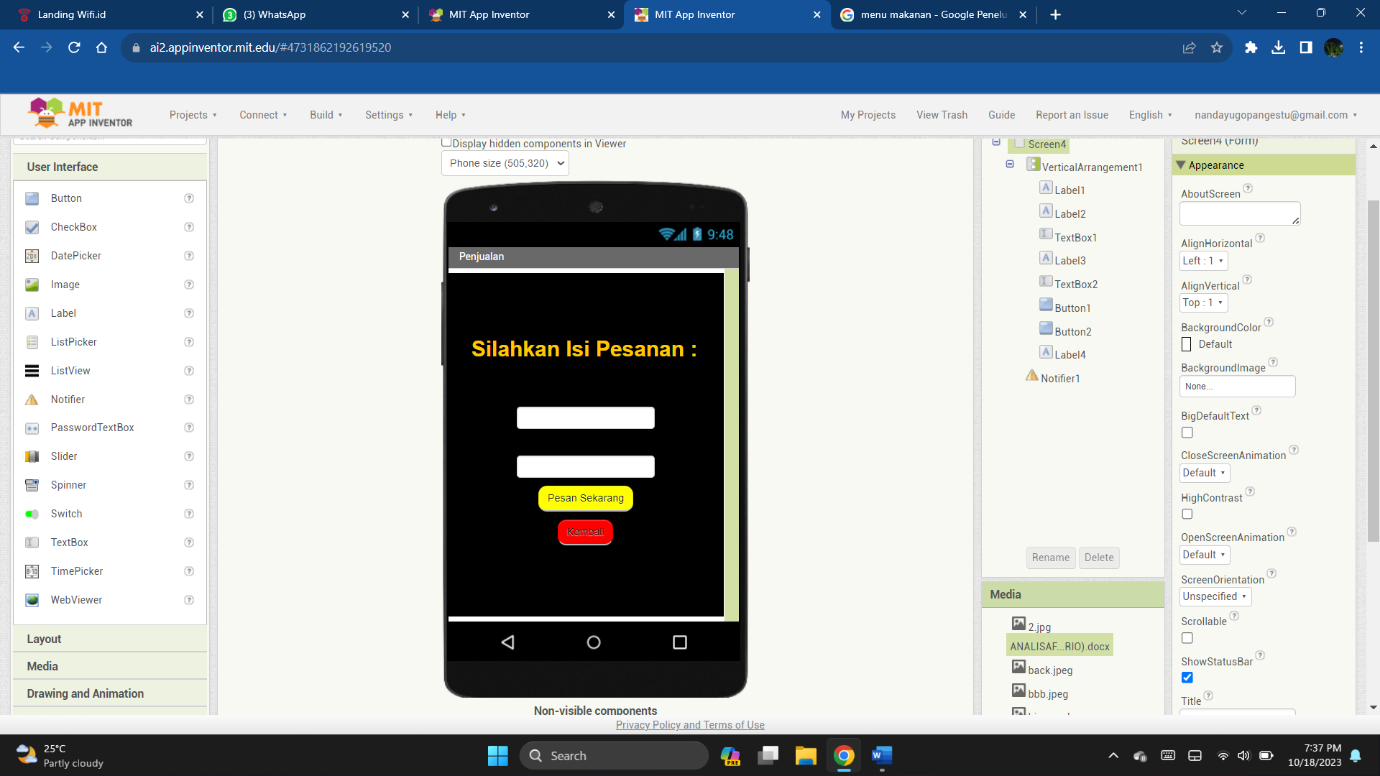 Landing Wifi.id
(3) WhatsApp
MIT App Inventor
MIT App Inventor
menu makanan - Google Penelu
ai2.appinventor.mit.edu/#4731862192619520
MIT
APP INVENTOR
Projects
Connect
Build
Settings
Help
My Projects
View Trash
Guide
Report an Issue
English
nandayugopangestu@gmail.com
User Interface
Button
CheckBox
DatePicker
Image
Label
ListPicker
ListView
Notifier
PasswordTextBox
Slider
Spinner
Switch
TextBox
TimePicker
WebViewer
Layout
Media
Drawing and Animation
Display hidden components in Viewer
Phone size (505,320)
9:48
Penjualan
Silahkan Isi Pesanan :
Pesan Sekarang
Kembali
Non-visible components
Privacy Policy and Terms of Use
Screen4
VerticalArrangement1
Label1
Label2
TextBox1
Label3
TextBox2
Button1
Button2
Label4
Notifier1
Rename
Delete
Media
2.jpg
ANALISAF...RIO).docx
back.jpeg
bbb.jpeg
Screen4 (Form)
Appearance
AboutScreen
AlignHorizontal
Left : 1
AlignVertical
Top : 1
BackgroundColor
Default
BackgroundImage
None...
BigDefaultText
CloseScreenAnimation
Default
HighContrast
OpenScreenAnimation
Default
ScreenOrientation
Unspecified
Scrollable
ShowStatusBar
Title
25°C
Partly cloudy
Search
PRE
7:37 PM
10/18/2023